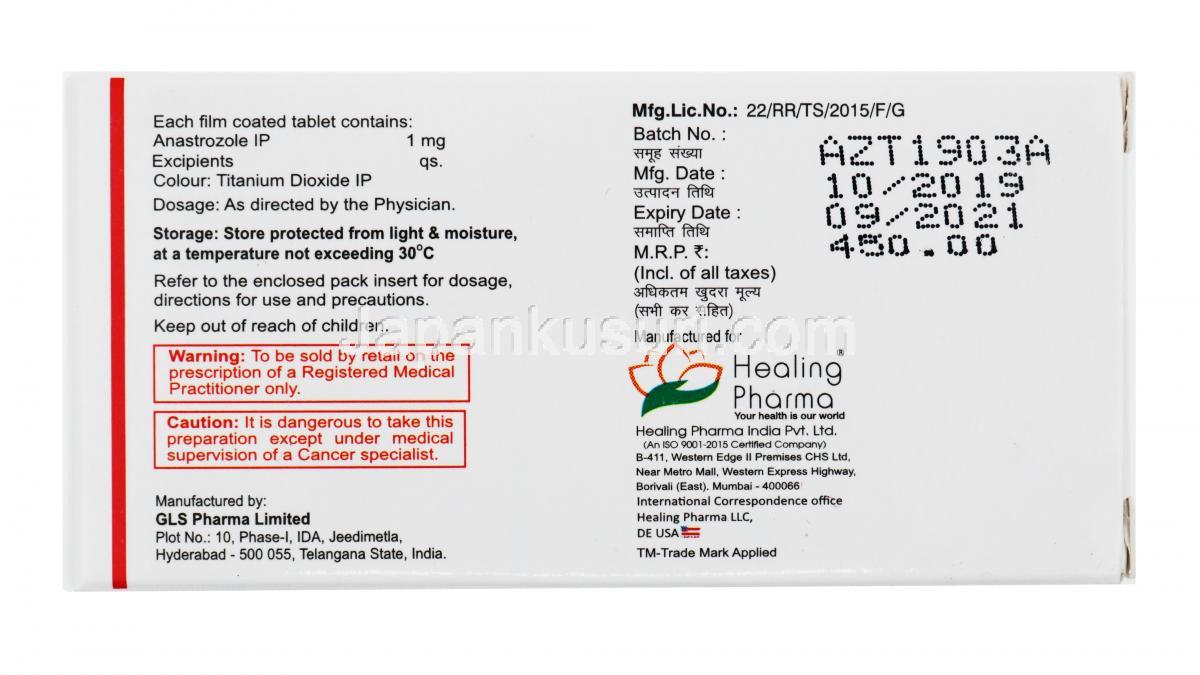 Each film coated tablet contains:
Anastrozole IP 1 mg
Excipients qs.
Colour: Titanium Dioxide IP
Dosage: As directed by the Physician.
Storage: Store protected from light & moisture,
at a temperature not exceeding 30°C
Refer to the enclosed pack insert for dosage,
directions for use and precautions.
Keep out of reach of children.
Warning: To be sold by retail on the
prescription of a Registered Medical
Practitioner only.
Caution: It is dangerous to take this
preparation except under medical
supervision of a Cancer specialist.
Manufactured by:
GLS Pharma Limited
Plot No.: 10, Phase-I, IDA, Jeedimetla,
Hyderabad - 500 055, Telangana State, India.
Mfg.Lic.No.: 22/RR/TS/2015/F/G
Batch No. : AZT1903A
समूह संख्या
Mfg. Date : 10/2019
उत्पादन तिथि
Expiry Date : 09/2021
समाप्ति तिथि
M.R.P. ₹: 450.00
(Incl. of all taxes)
अधिकतम खुदरा मूल्य
(सभी कर सहित)
Manufactured for
Healing®
Pharma
Your health is our world
Healing Pharma India Pvt. Ltd.
(An ISO 9001-2015 Certified Company)
B-411, Western Edge II Premises CHS Ltd,
Near Metro Mall, Western Express Highway,
Borivali (East). Mumbai - 400066
International Correspondence office
Healing Pharma LLC,
DE USA
TM-Trade Mark Applied
Japankusuri.com